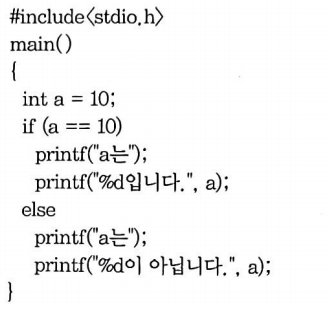 #include<stdio.h>
main()
{
int a = 10;
if (a == 10)
printf("a는");
printf("%d입니다.", a);
else
printf("a는");
printf("%d이 아닙니다.", a);
}